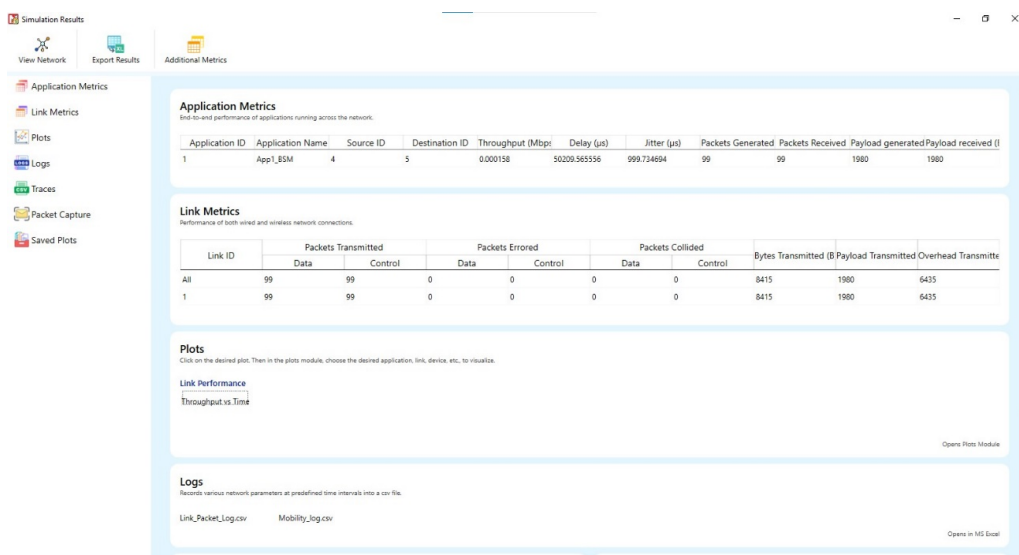 Simulation Results
View Network Export Results Additional Metrics
Application Metrics
Link Metrics
Plots
Logs
Traces
Packet Capture
Saved Plots
Application Metrics
End-to-end performance of applications running across the network.
Application ID Application Name Source ID Destination ID Throughput (Mbps Delay (µs) Jitter (µs) Packets Generated Packets Received Payload generated Payload received (
1 App1_BSM 4 5 0.000158 50209.565556 999.734694 99 99 1980 1980
Link Metrics
Performance of both wired and wireless network connections.
Link ID Packets Transmitted Packets Errored Packets Collided Bytes Transmitted (B Payload Transmitted Overhead Transmitte
Data Control Data Control Data Control
All 99 99 0 0 0 0 8415 1980 6435
1 99 99 0 0 0 0 8415 1980 6435
Plots
Click on the desired plot. Then in the plots module, choose the desired application, link, device, etc., to visualize.
Link Performance
Throughput vs Time
Opens Plots Module
Logs
Records various network parameters at predefined time intervals into a csv file.
Link_Packet_Log.csv Mobility_log.csv
Opens in MS Excel